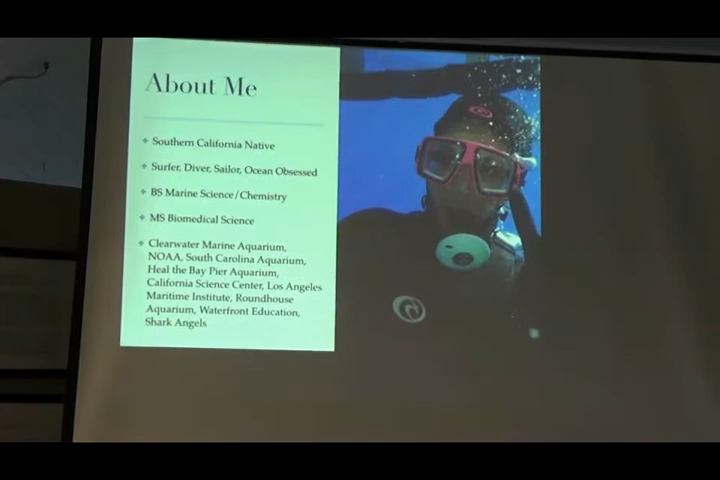 About Me
Southern California Native
Surfer, Diver, Sailor, Ocean Obsessed
BS Marine Science/Chemistry
MS Biomedical Science
Clearwater Marine Aquarium,
NOAA, South Carolina Aquarium,
Heal the Bay Pier Aquarium,
California Science Center, Los Angeles
Maritime Institute, Roundhouse
Aquarium, Waterfront Education,
Shark Angels